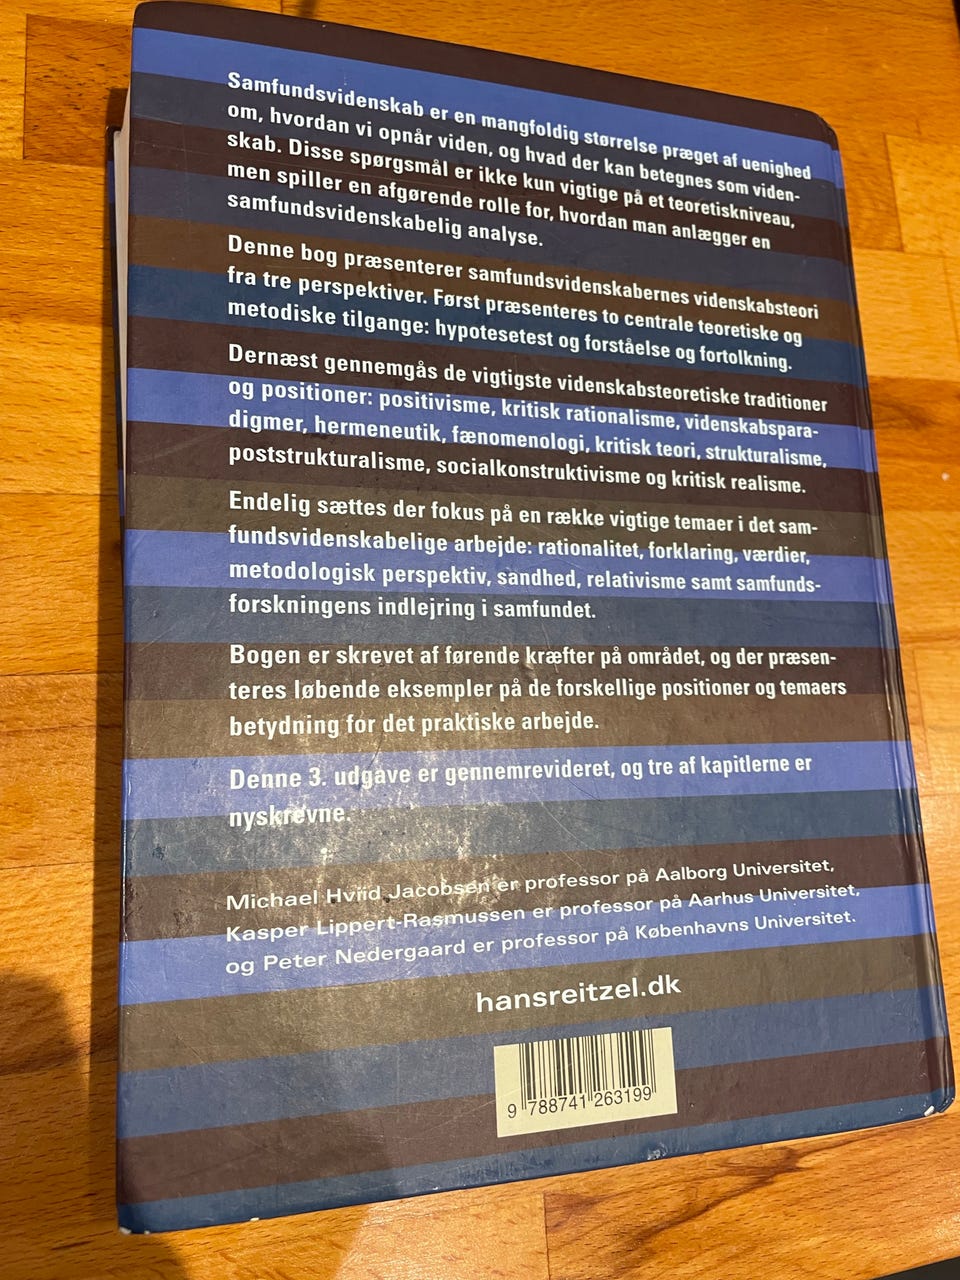 Samfundsvidenskab er en mangfoldig størrelse præget af uenighed
om, hvordan vi opnår viden, og hvad der kan betegnes som viden-
skab. Disse spørgsmål er ikke kun vigtige på et teoretiskniveau,
men spiller en afgørende rolle for, hvordan man anlægger en
samfundsvidenskabelig analyse.
Denne bog præsenterer samfundsvidenskabernes videnskabsteori
fra tre perspektiver. Først præsenteres to centrale teoretiske og
metodiske tilgange: hypotesetest og forståelse og fortolkning.
Dernæst gennemgås de vigtigste videnskabsteoretiske traditioner
og positioner: positivisme, kritisk rationalisme, videnskabspara-
digmer, hermeneutik, fænomenologi, kritisk teori, strukturalisme,
poststrukturalisme, socialkonstruktivisme og kritisk realisme.
Endelig sættes der fokus på en række vigtige temaer i det sam-
fundsvidenskabelige arbejde: rationalitet, forklaring, værdier,
metodologisk perspektiv, sandhed, relativisme samt samfunds-
forskningens indlejring i samfundet.
Bogen er skrevet af førende kræfter på området, og der præsen-
teres løbende eksempler på de forskellige positioner og temaers
betydning for det praktiske arbejde.
Denne 3. udgave er gennemrevideret, og tre af kapitlerne er
nyskrevne.
Michael Hviid Jacobsen er professor på Aalborg Universitet,
Kasper Lippert-Rasmussen er professor på Aarhus Universitet,
og Peter Nedergaard er professor på Københavns Universitet.
hansreitzel.dk
9 788741 263199